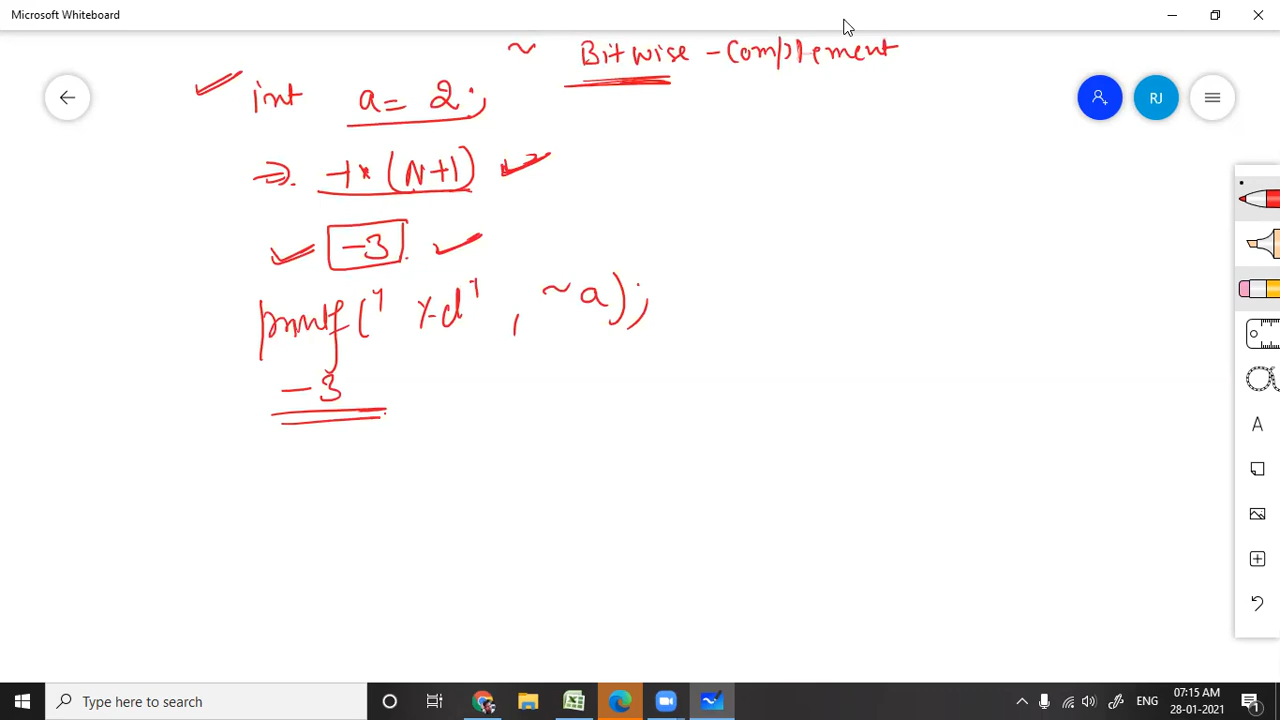 Microsoft Whiteboard
~ Bitwise - Complement
int a = 2;
⇒ -1 * (N+1)
-3
printf(" %d", ~a);
-3
RJ
A
Type here to search
ENG
07:15 AM
28-01-2021
1